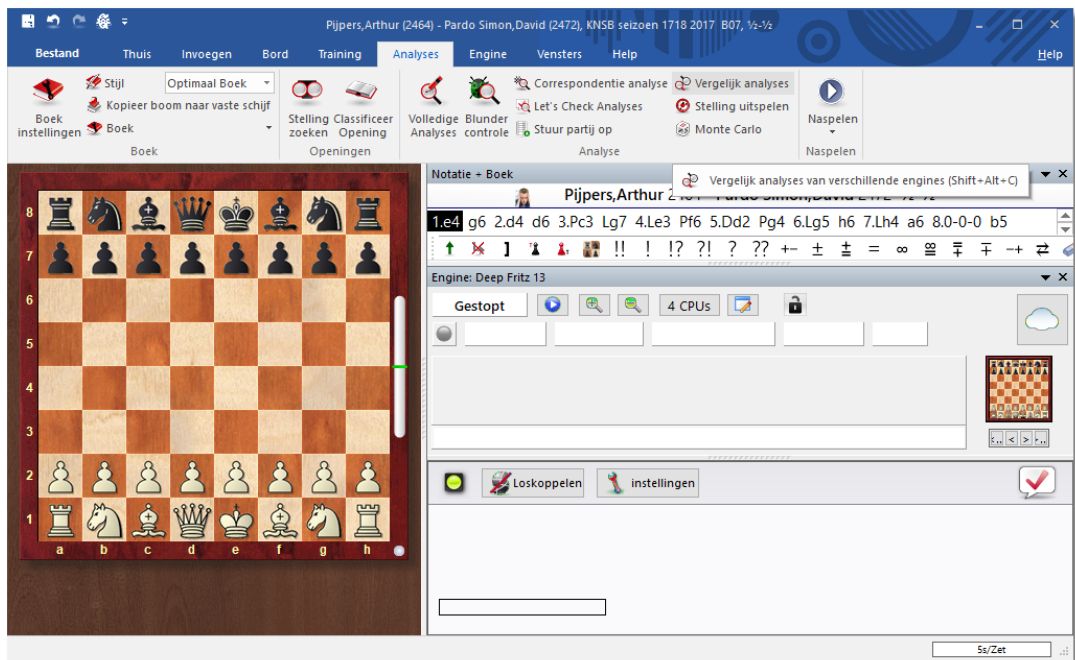 Pijpers,Arthur (2464) - Pardo Simon,David (2472), KNSB seizoen 1718 2017 B07, ½-½
Bestand Thuis Invoegen Bord Training Analyses Engine Vensters Help Help
Stijl Optimaal Boek
Kopieer boom naar vaste schijf
Boek
Boek instellingen
Boek
Stelling zoeken
Classificeer Opening
Openingen
Volledige Analyses
Blunder controle
Correspondentie analyse
Let's Check Analyses
Stuur partij op
Vergelijk analyses
Stelling uitspelen
Monte Carlo
Analyse
Naspelen
Naspelen
Notatie + Boek
Vergelijk analyses van verschillende engines (Shift+Alt+C)
Pijpers,Arthur
1.e4 g6 2.d4 d6 3.Pc3 Lg7 4.Le3 Pf6 5.Dd2 Pg4 6.Lg5 h6 7.Lh4 a6 8.0-0-0 b5
!! ! !? ?! ? ?? +− ± ⩲ = ∞ ≌ ⩱ ∓ −+ ⇄
Engine: Deep Fritz 13
Gestopt 4 CPUs
Loskoppelen instellingen
8
7
6
5
4
3
2
1
a b c d e f g h
5s/Zet